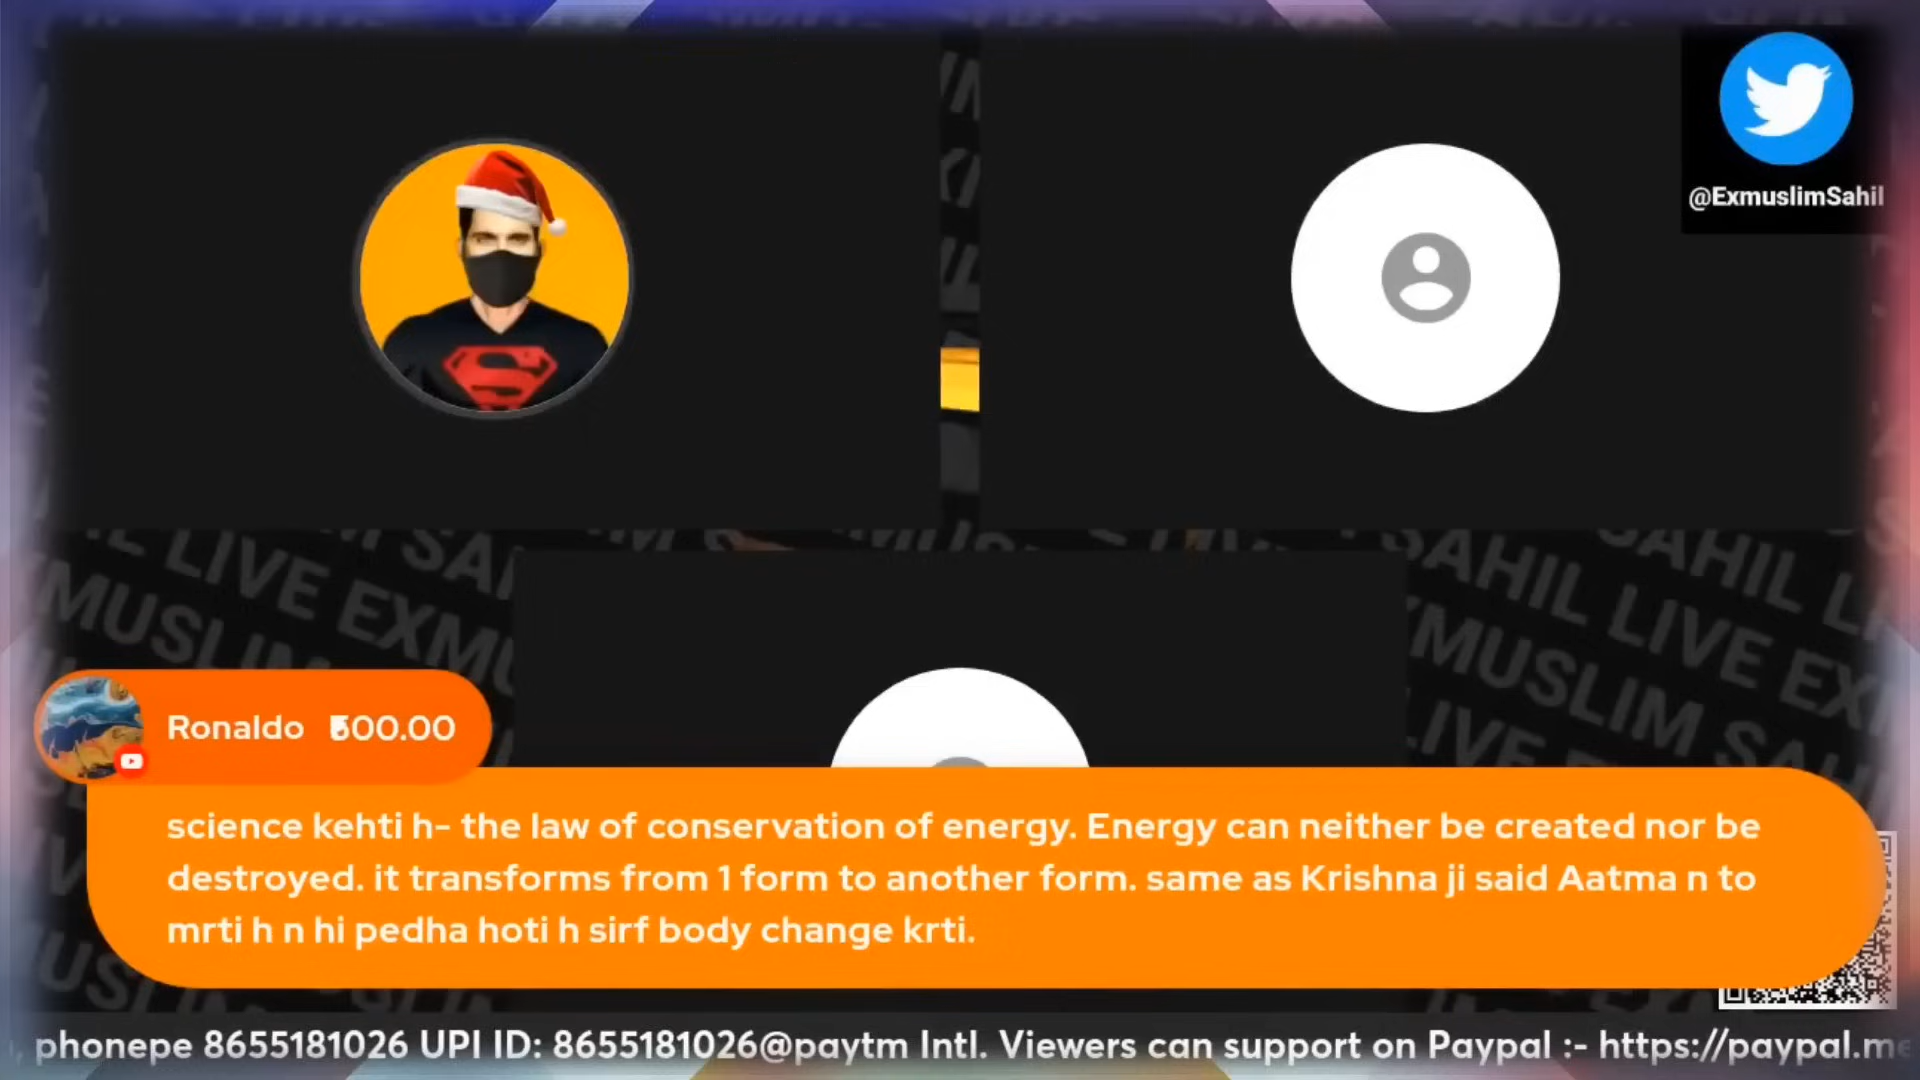 @ExmuslimSahil
Ronaldo 500.00
science kehti h- the law of conservation of energy. Energy can neither be created nor be
destroyed. it transforms from 1 form to another form. same as Krishna ji said Aatma n to
mrti h n hi pedha hoti h sirf body change krti.
phonepe 8655181026 UPI ID: 8655181026@paytm Intl. Viewers can support on Paypal :- https://paypal.me